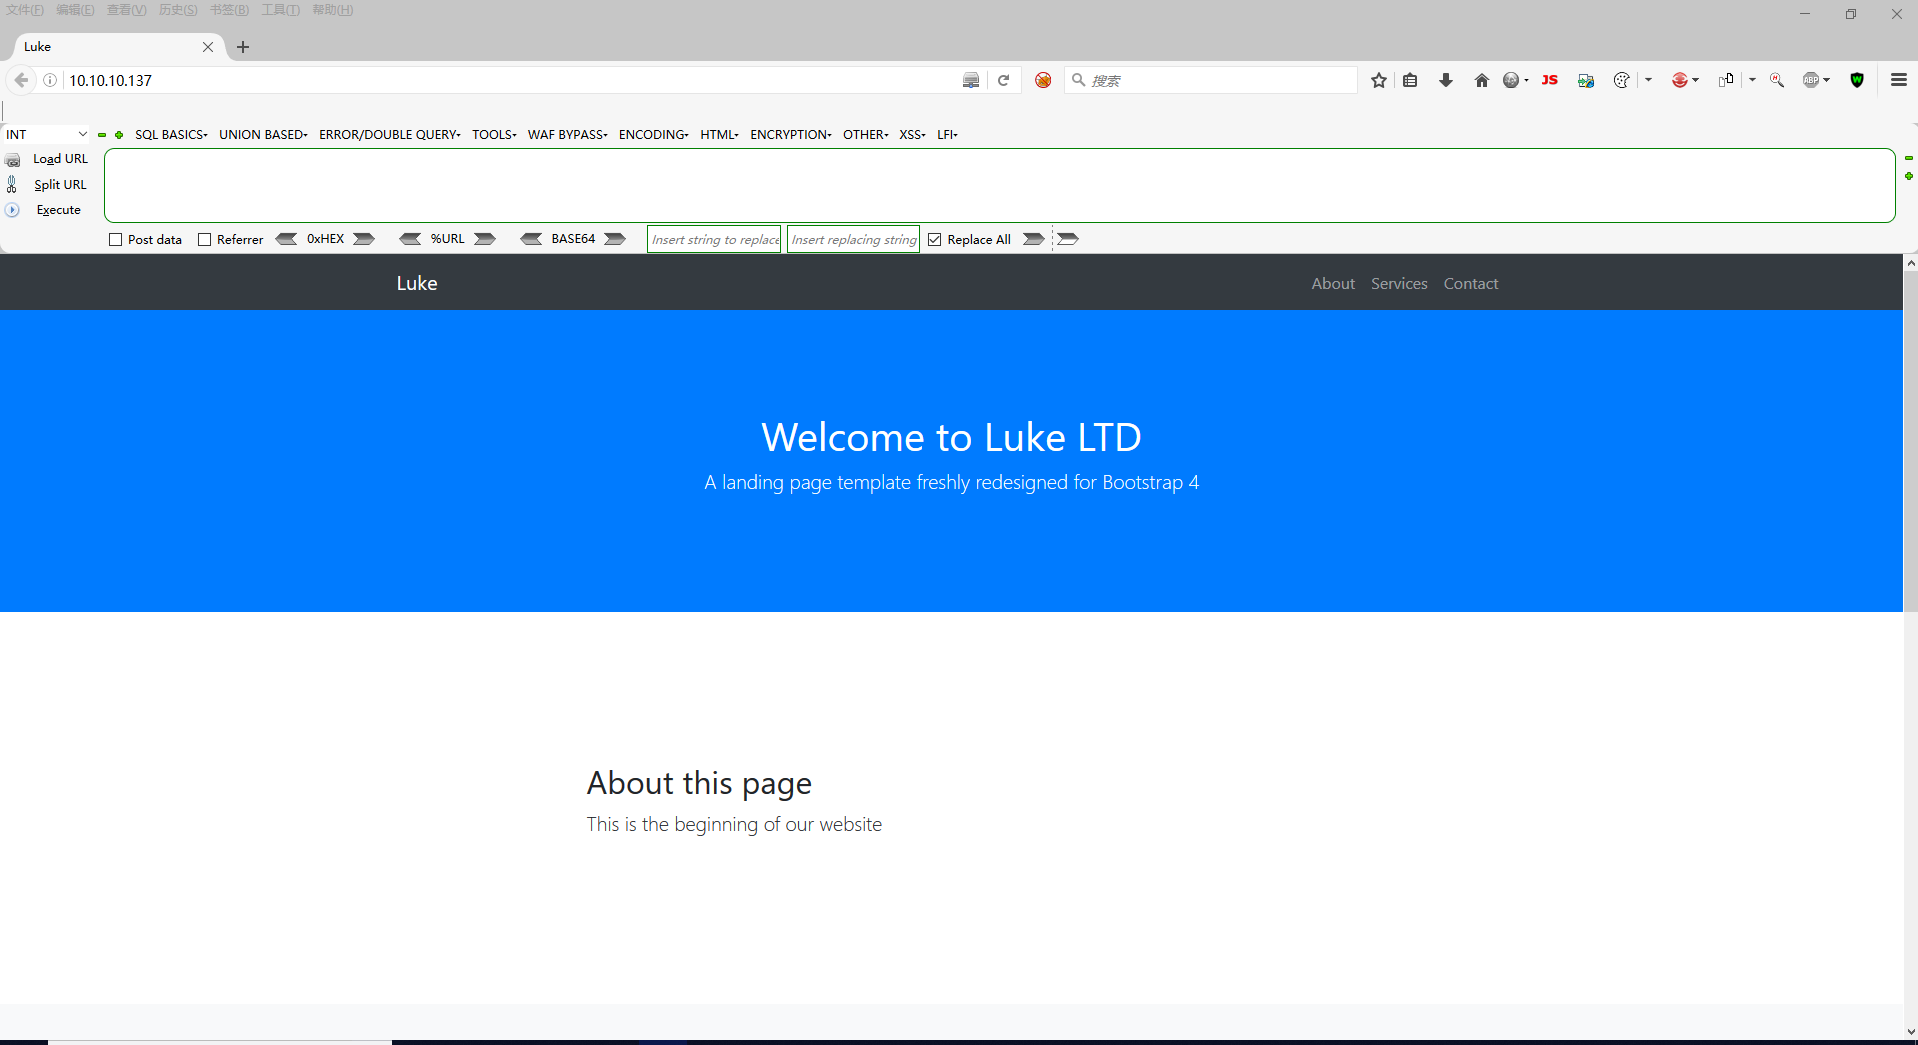 文件(F) 编辑(E) 查看(V) 历史(S) 书签(B) 工具(T) 帮助(H)
Luke
10.10.10.137
搜索
JS
ABP
W
INT
SQL BASICS
UNION BASED
ERROR/DOUBLE QUERY
TOOLS
WAF BYPASS
ENCODING
HTML
ENCRYPTION
OTHER
XSS
LFI
Load URL
Split URL
Execute
Post data
Referrer
0xHEX
%URL
BASE64
Insert string to replace
Insert replacing string
Replace All
Luke
About Services Contact
Welcome to Luke LTD
A landing page template freshly redesigned for Bootstrap 4
About this page
This is the beginning of our website